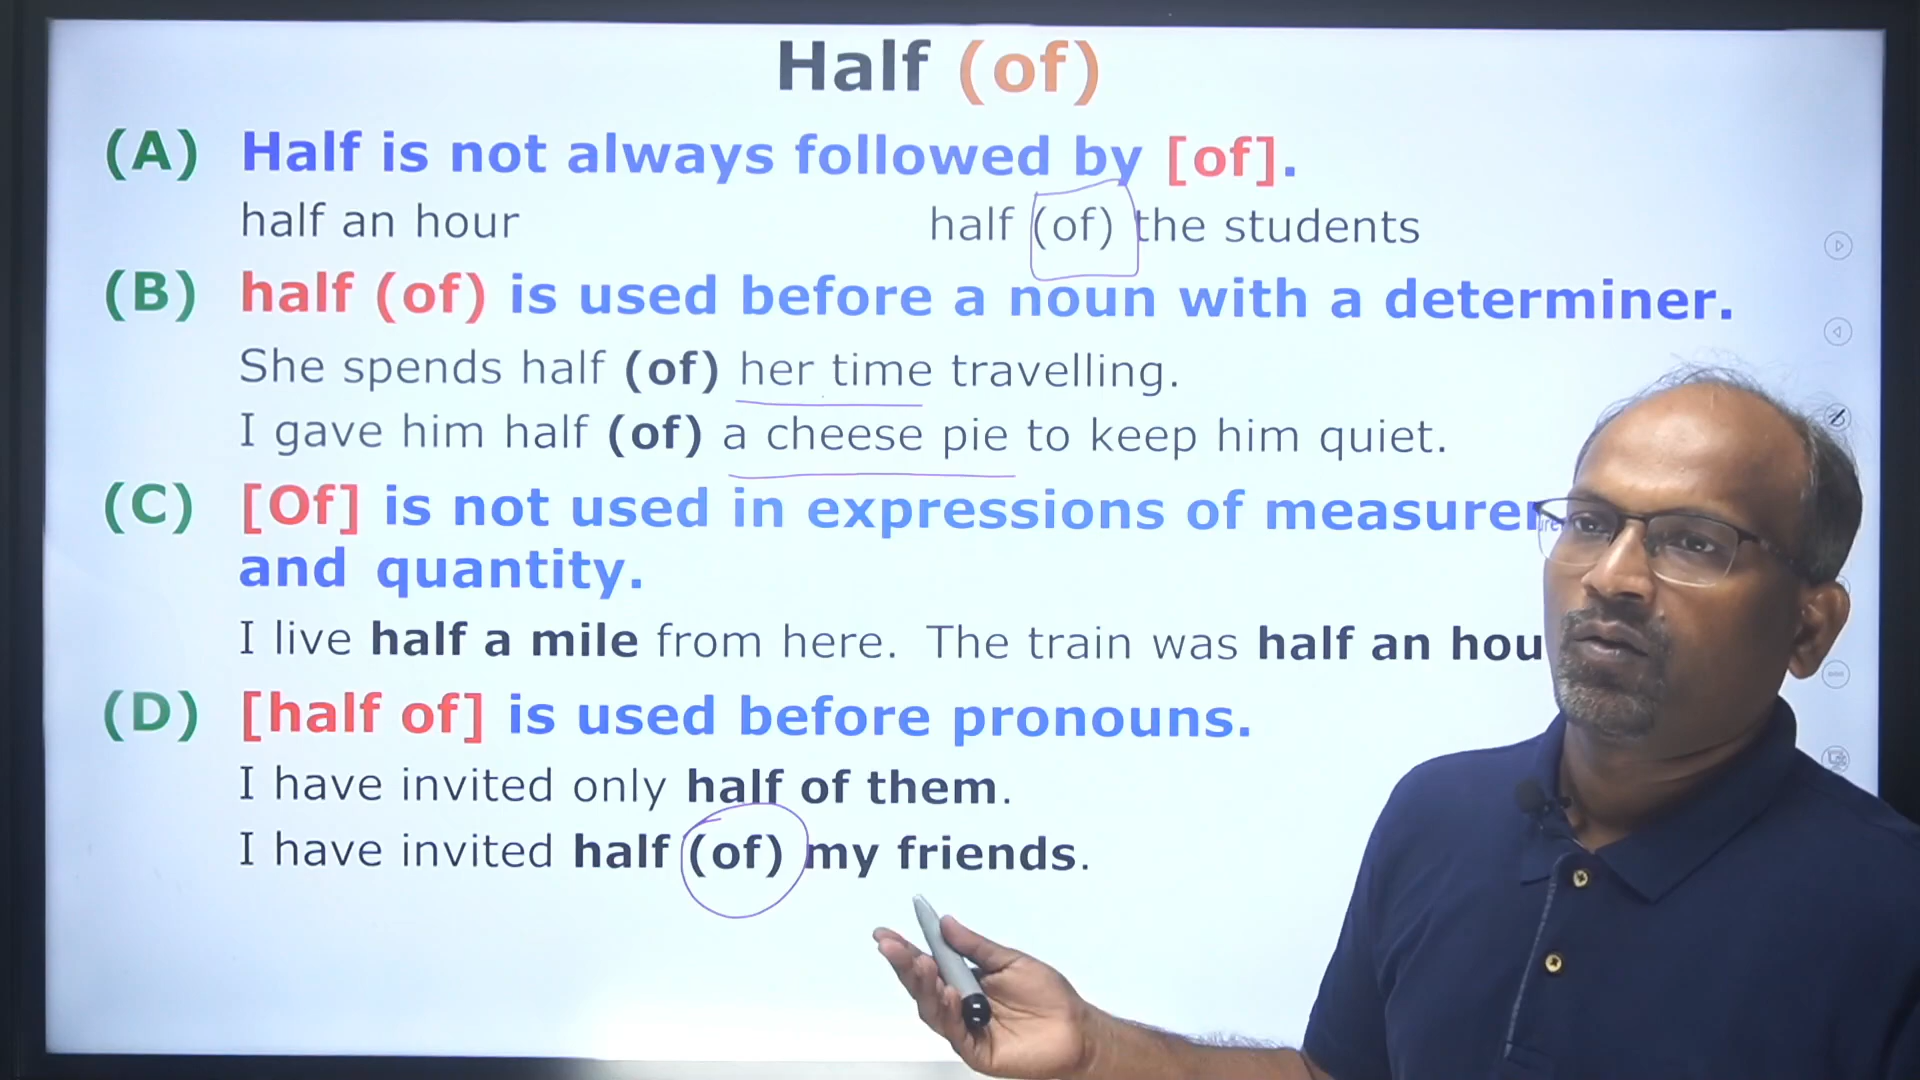 Half (of)
(A) Half is not always followed by [of].
half an hour half (of) the students
(B) half (of) is used before a noun with a determiner.
She spends half (of) her time travelling.
I gave him half (of) a cheese pie to keep him quiet.
(C) [Of] is not used in expressions of
and quantity.
I live half a mile from here. The train was half an
(D) [half of] is used before pronouns.
I have invited only half of them.
I have invited half (of) my friends.